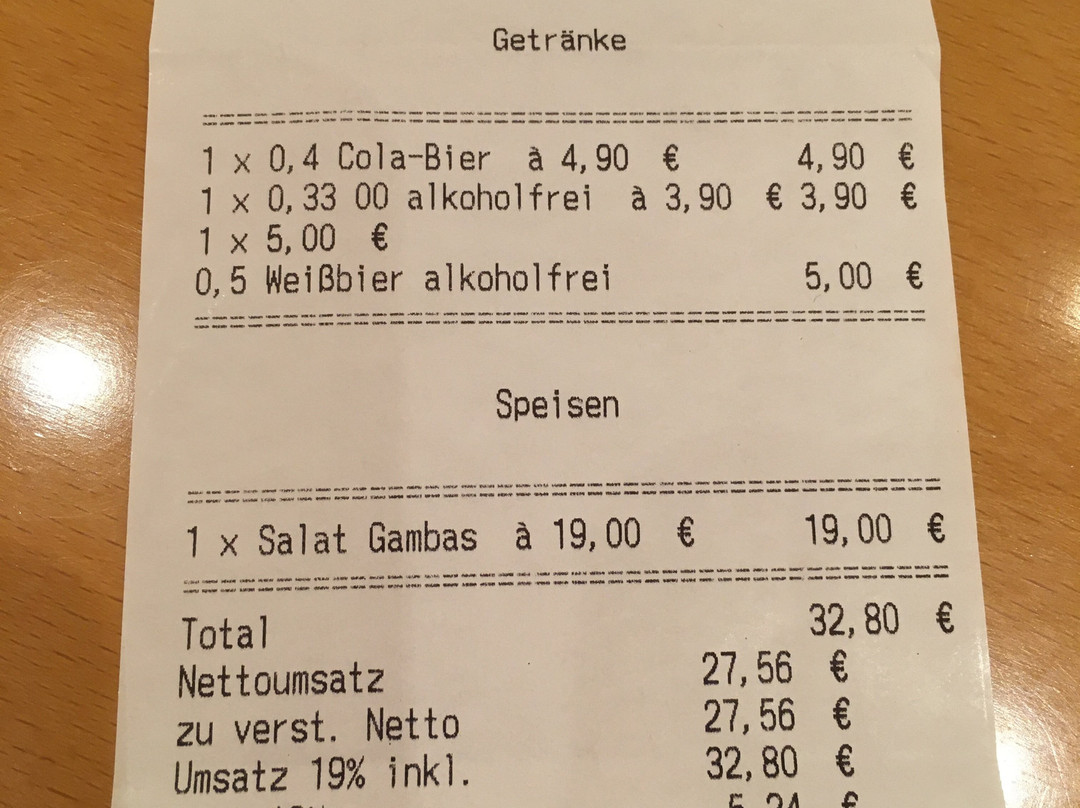 Getränke
1 x 0,4 Cola-Bier à 4,90 € 4,90 €
1 x 0,33 00 alkoholfrei à 3,90 € 3,90 €
1 x 5,00 €
0,5 Weißbier alkoholfrei 5,00 €
Speisen
1 x Salat Gambas à 19,00 € 19,00 €
Total 32,80 €
Nettoumsatz 27,56 €
zu verst. Netto 27,56 €
Umsatz 19% inkl. 32,80 €
5,24 €